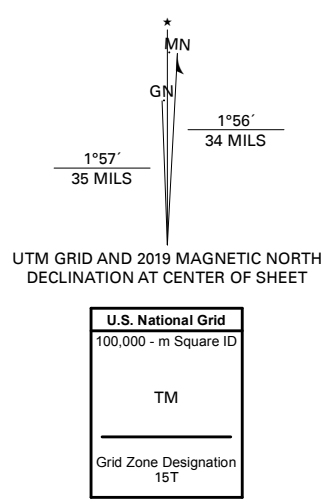 ★
MN
GN
1°56´
34 MILS
1°57´
35 MILS
UTM GRID AND 2019 MAGNETIC NORTH
DECLINATION AT CENTER OF SHEET
U.S. National Grid
100,000 - m Square ID
TM
Grid Zone Designation
15T